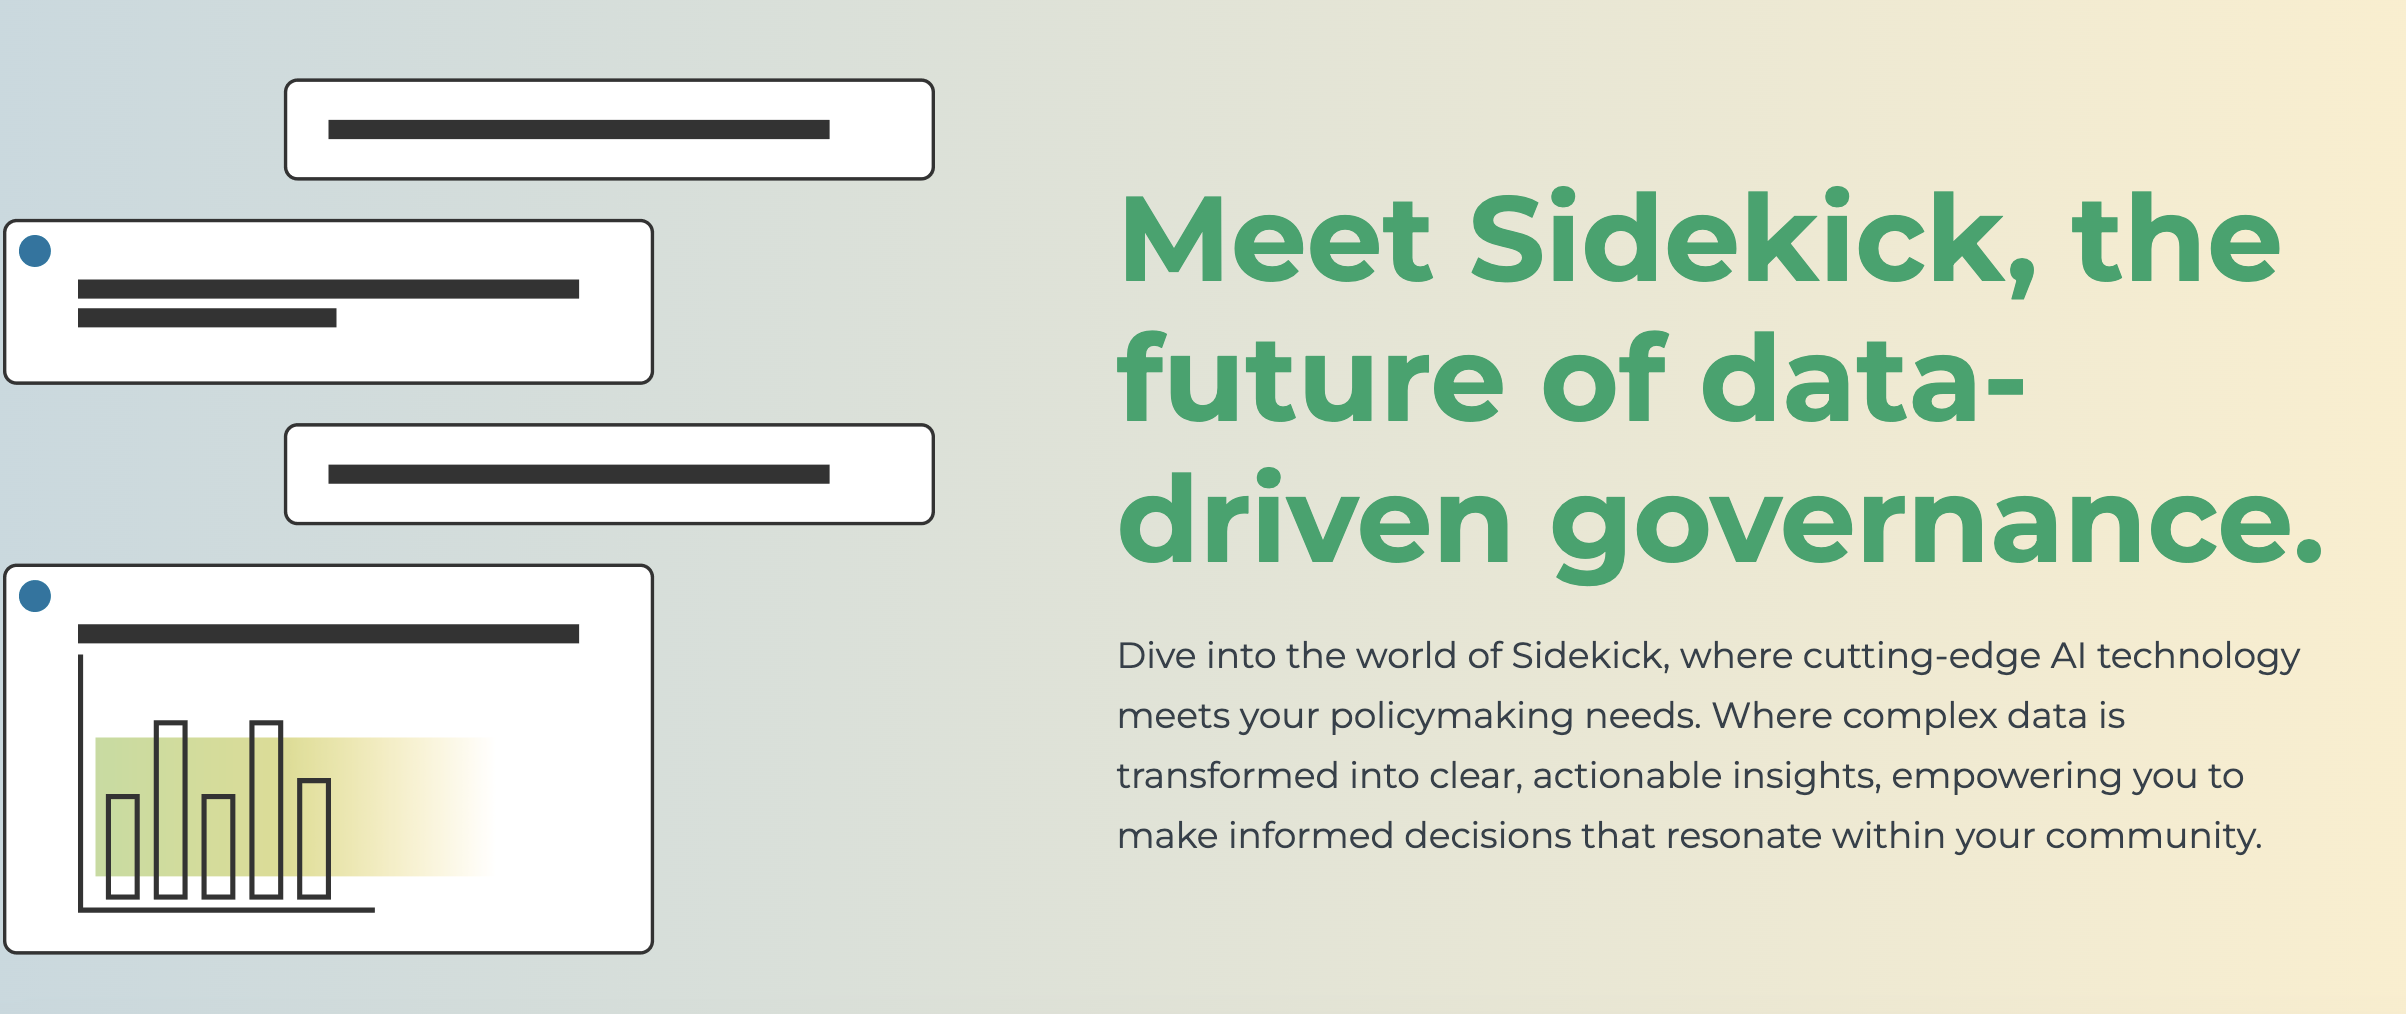 Meet Sidekick, the
future of data-
driven governance.
Dive into the world of Sidekick, where cutting-edge AI technology
meets your policymaking needs. Where complex data is
transformed into clear, actionable insights, empowering you to
make informed decisions that resonate within your community.